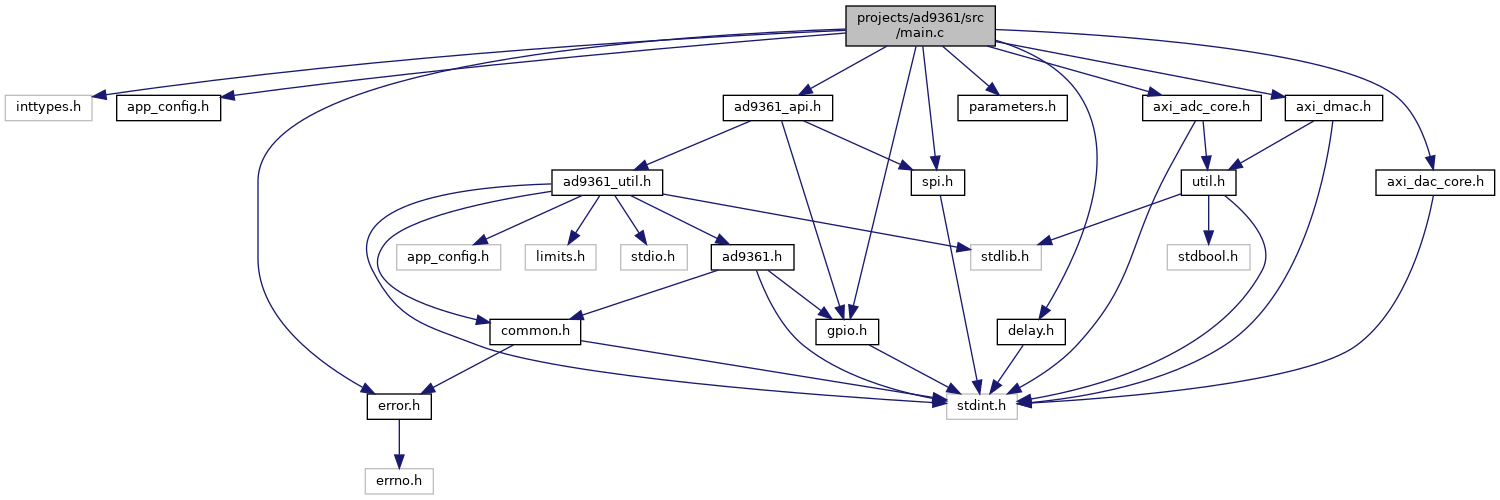 projects/ad9361/src
/main.c
inttypes.h
app_config.h
ad9361_api.h
parameters.h
axi_adc_core.h
axi_dmac.h
ad9361_util.h
spi.h
util.h
axi_dac_core.h
app_config.h
limits.h
stdio.h
ad9361.h
stdlib.h
stdbool.h
common.h
gpio.h
delay.h
error.h
stdint.h
errno.h